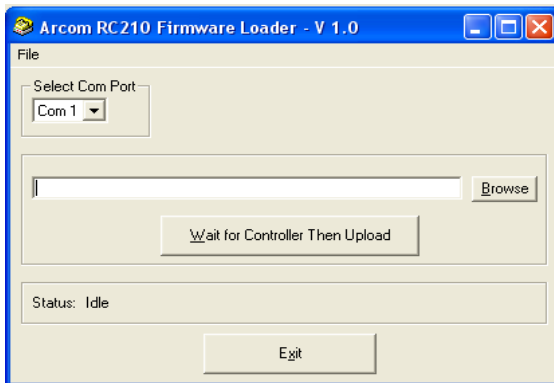 Arcom RC210 Firmware Loader - V 1.0
File
Select Com Port
Com 1
Browse
Wait for Controller Then Upload
Status: Idle
Exit